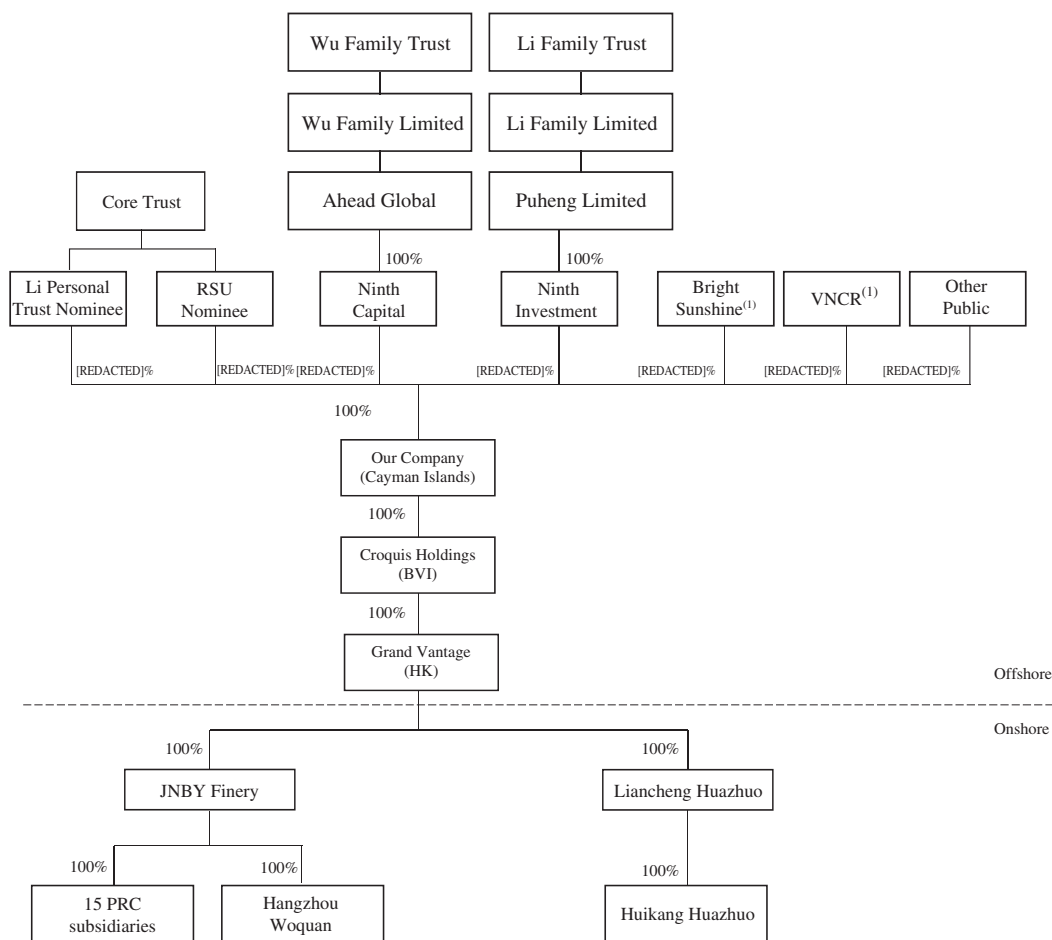 Wu Family Trust
Li Family Trust
Wu Family Limited
Li Family Limited
Core Trust
Ahead Global
Puheng Limited
100%
100%
Li Personal
Trust Nominee
RSU
Nominee
Ninth
Capital
Ninth
Investment
Bright
Sunshine(1)
VNCR(1)
Other
Public
[REDACTED]%
[REDACTED]%
[REDACTED]%
[REDACTED]%
[REDACTED]%
[REDACTED]%
[REDACTED]%
100%
Our Company
(Cayman Islands)
100%
Croquis Holdings
(BVI)
100%
Grand Vantage
(HK)
Offshore
Onshore
100%
100%
JNBY Finery
Liancheng Huazhuo
100%
100%
100%
15 PRC
subsidiaries
Hangzhou
Woquan
Huikang Huazhuo